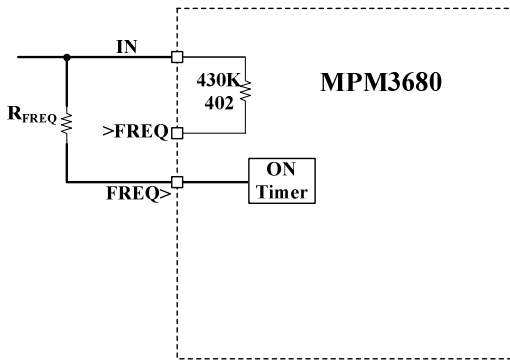 IN
430K
402
MPM3680
RFREQ
>FREQ
ON
Timer
FREQ>